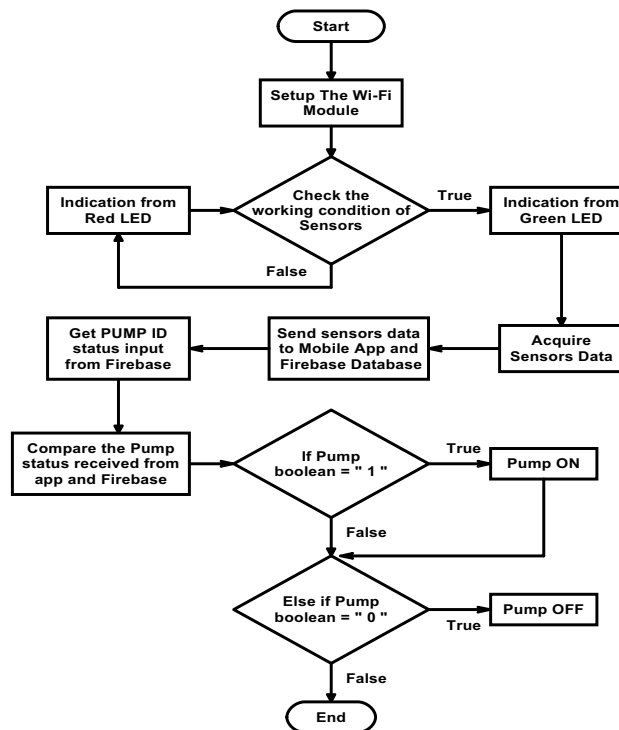 Start
Setup The Wi-Fi
Module
Check the
working condition of
Sensors
True
False
Indication from
Red LED
Indication from
Green LED
Acquire
Sensors Data
Send sensors data
to Mobile App and
Firebase Database
Get PUMP ID
status input
from Firebase
Compare the Pump
status received from
app and Firebase
If Pump
boolean = " 1 "
True
Pump ON
False
Else if Pump
boolean = " 0 "
True
Pump OFF
False
End